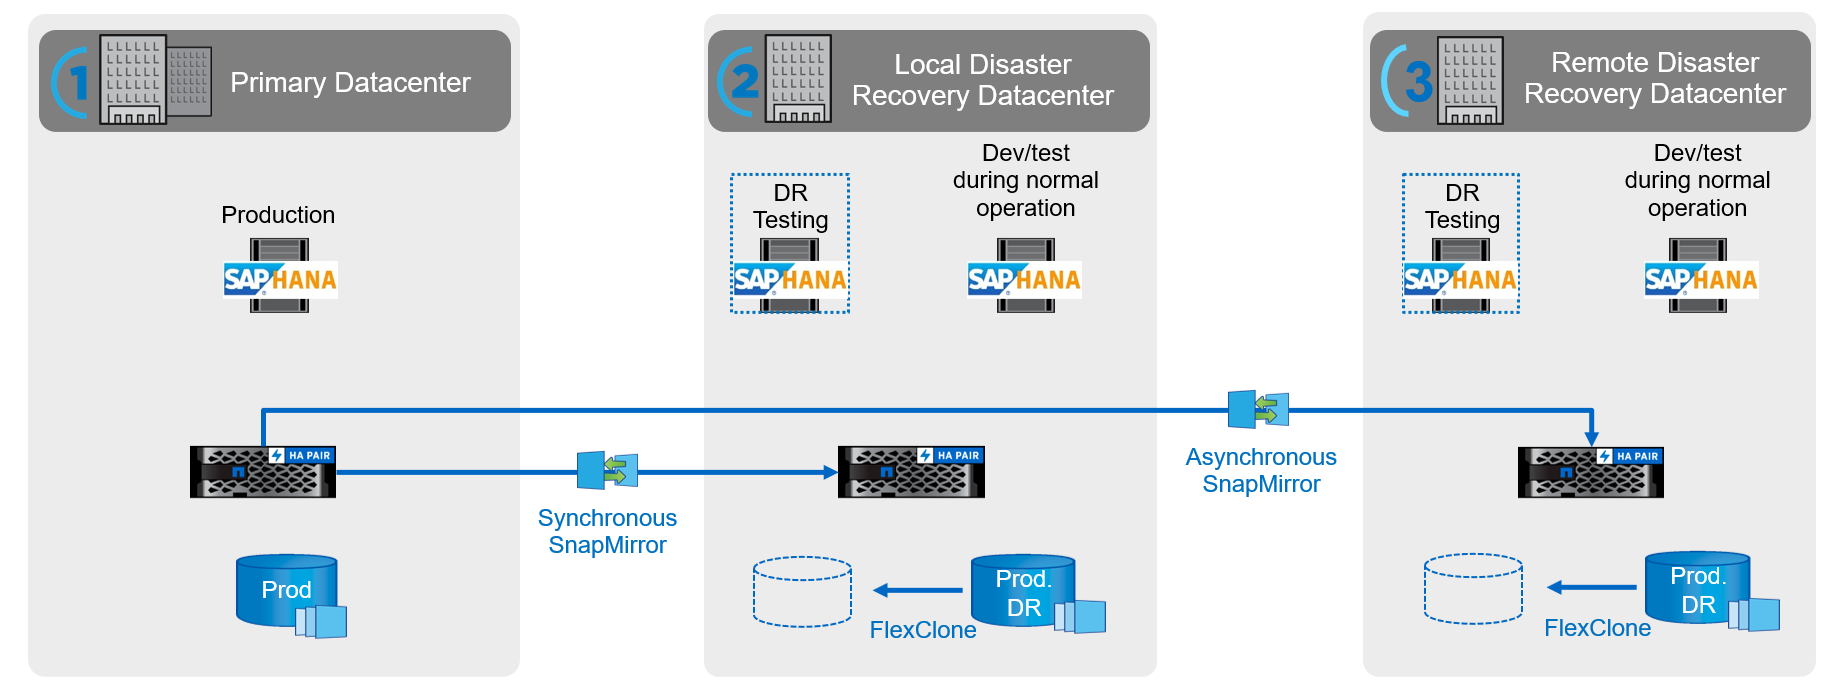 1
Primary Datacenter
Production
SAP HANA
HA PAIR
Prod
Synchronous
SnapMirror
2
Local Disaster
Recovery Datacenter
DR
Testing
SAP HANA
Dev/test
during normal
operation
SAP HANA
HA PAIR
FlexClone
Prod.
DR
Asynchronous
SnapMirror
3
Remote Disaster
Recovery Datacenter
DR
Testing
SAP HANA
Dev/test
during normal
operation
SAP HANA
HA PAIR
FlexClone
Prod.
DR